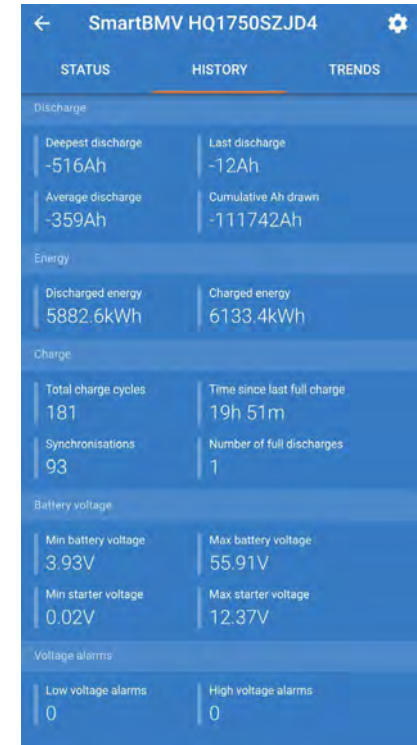 SmartBMV HQ1750SZJD4
STATUS HISTORY TRENDS
Discharge
Deepest discharge Last discharge
-516Ah -12Ah
Average discharge Cumulative Ah drawn
-359Ah -111742Ah
Energy
Discharged energy Charged energy
5882.6kWh 6133.4kWh
Charge
Total charge cycles Time since last full charge
181 19h 51m
Synchronisations Number of full discharges
93 1
Battery voltage
Min battery voltage Max battery voltage
3.93V 55.91V
Min starter voltage Max starter voltage
0.02V 12.37V
Voltage alarms
Low voltage alarms High voltage alarms
0 0